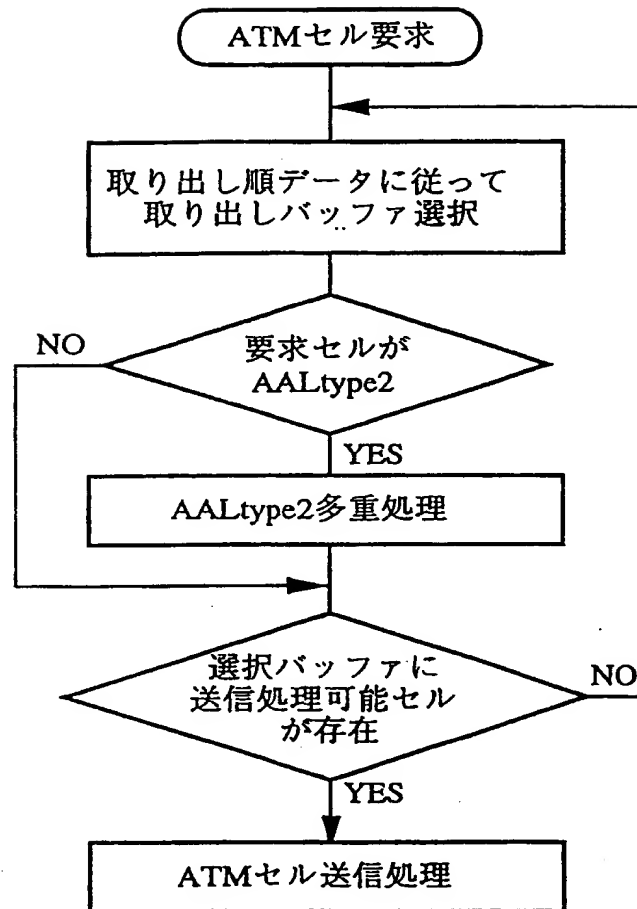 ATMセル要求
取り出し順データに従って
取り出しバッファ選択
NO
要求セルが
AALtype2
YES
AALtype2多重処理
選択バッファに
送信処理可能セル
が存在
NO
YES
ATMセル送信処理